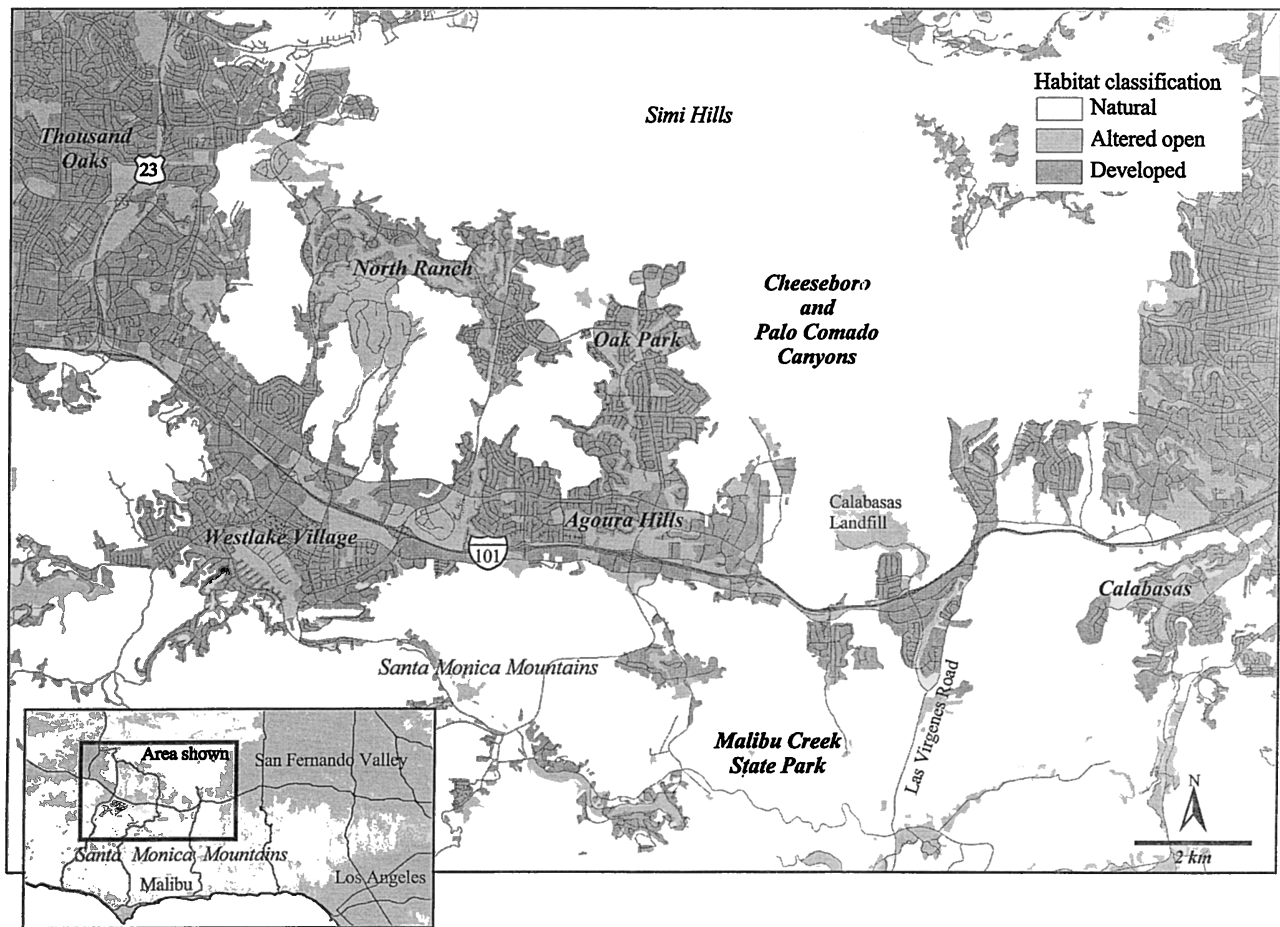 Habitat classification
Natural
Altered open
Developed
Simi Hills
Thousand
Oaks
23
North Ranch
Cheeseboro
and
Palo Comado
Canyons
Oak Park
Calabasas
Landfill
Agoura Hills
Westlake Village
101
Calabasas
Santa Monica Mountains
Las Virgenes Road
Malibu Creek
State Park
N
2 km
Area shown
San Fernando Valley
Santa Monica Mountains
Malibu
Los Angeles